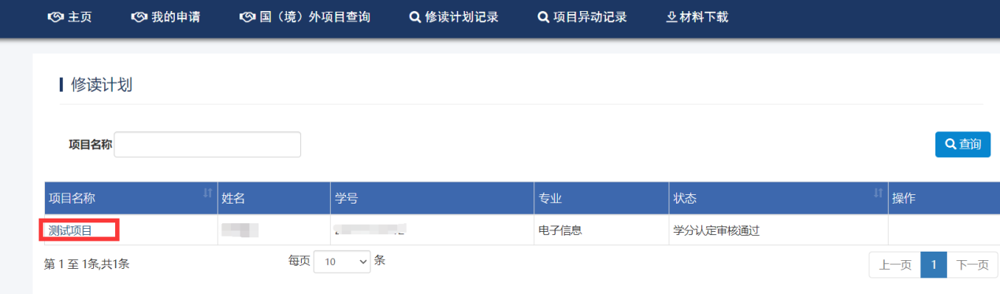 主页 我的申请 国（境）外项目查询 修读计划记录 项目异动记录 材料下载
修读计划
项目名称 查询
项目名称 姓名 学号 专业 状态 操作
测试项目 电子信息 学分认定审核通过
第 1 至 1条,共1条 每页 10 条 上一页 1 下一页